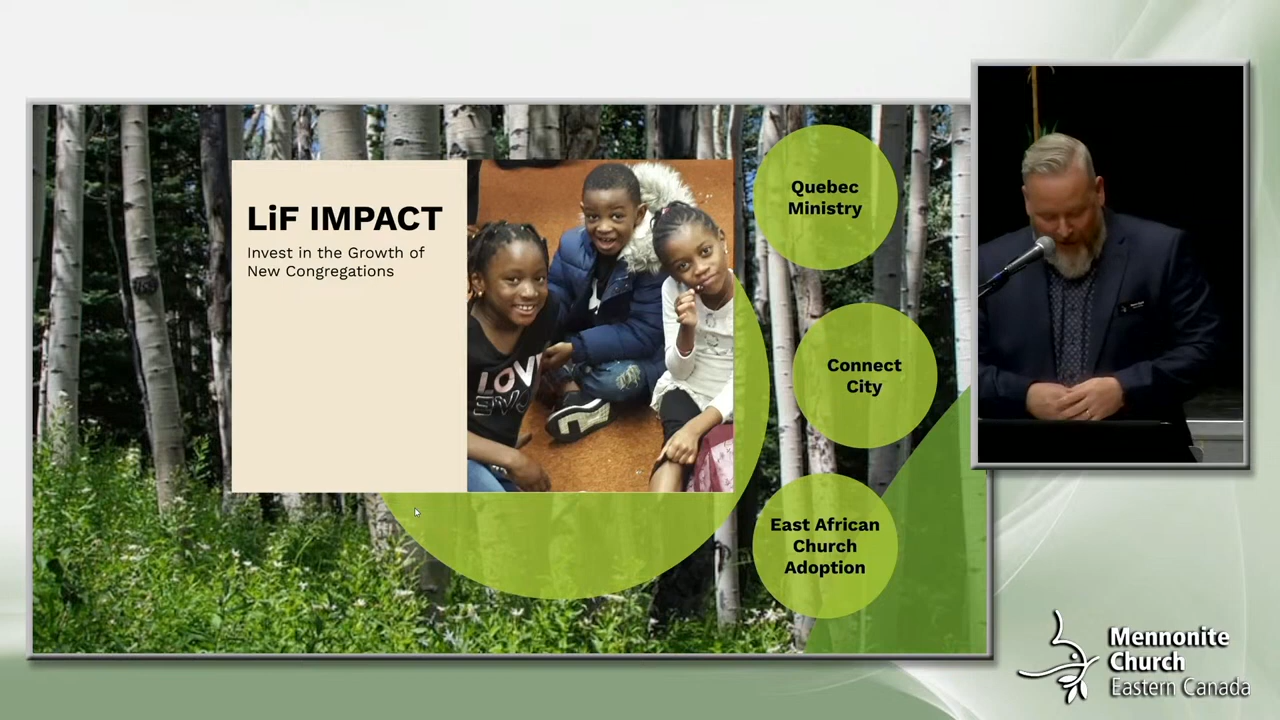 LiF IMPACT
Invest in the Growth of
New Congregations
LOV
Quebec
Ministry
Connect
City
East African
Church
Adoption
Mennonite
Church
Eastern Canada